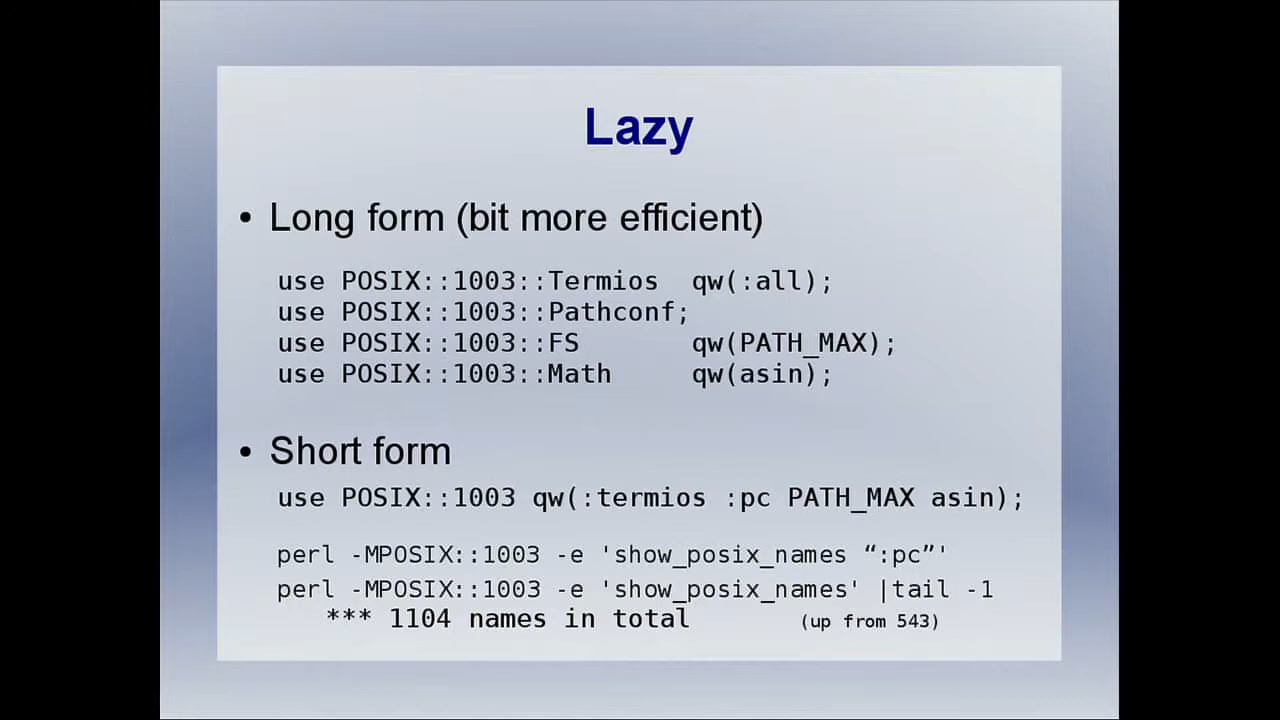 Lazy
• Long form (bit more efficient)
use POSIX::1003::Termios  qw(:all);
use POSIX::1003::Pathconf;
use POSIX::1003::FS       qw(PATH_MAX);
use POSIX::1003::Math     qw(asin);
• Short form
use POSIX::1003 qw(:termios :pc PATH_MAX asin);
perl -MPOSIX::1003 -e 'show_posix_names “:pc”'
perl -MPOSIX::1003 -e 'show_posix_names' |tail -1
*** 1104 names in total (up from 543)